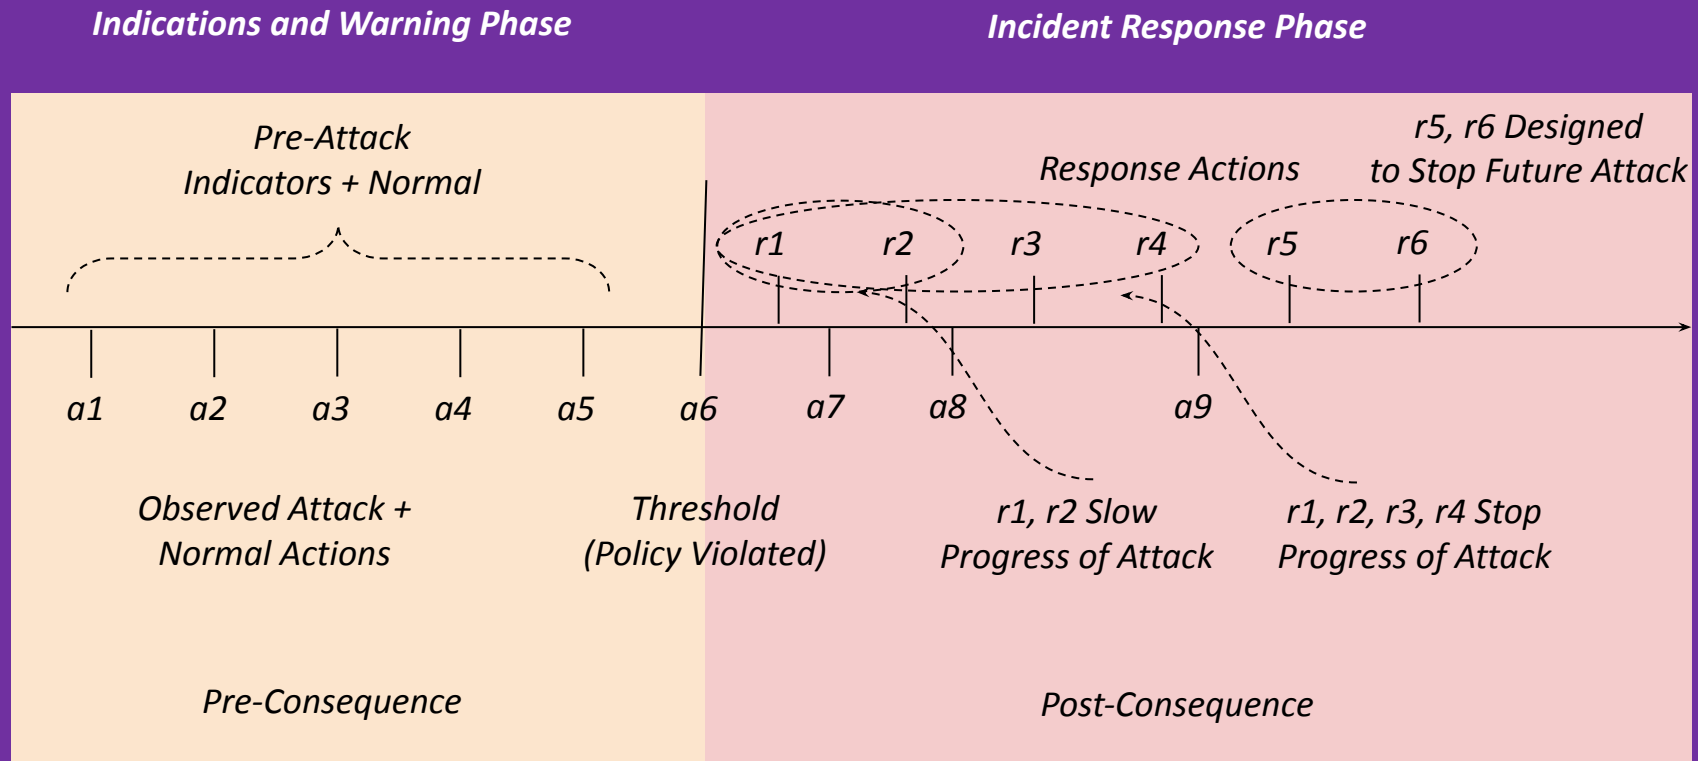 Indications and Warning Phase
Incident Response Phase
Pre-Attack
Indicators + Normal
Response Actions
r5, r6 Designed
to Stop Future Attack
r1
r2
r3
r4
r5
r6
a1
a2
a3
a4
a5
a6
a7
a8
a9
Observed Attack +
Normal Actions
Threshold
(Policy Violated)
r1, r2 Slow
Progress of Attack
r1, r2, r3, r4 Stop
Progress of Attack
Pre-Consequence
Post-Consequence